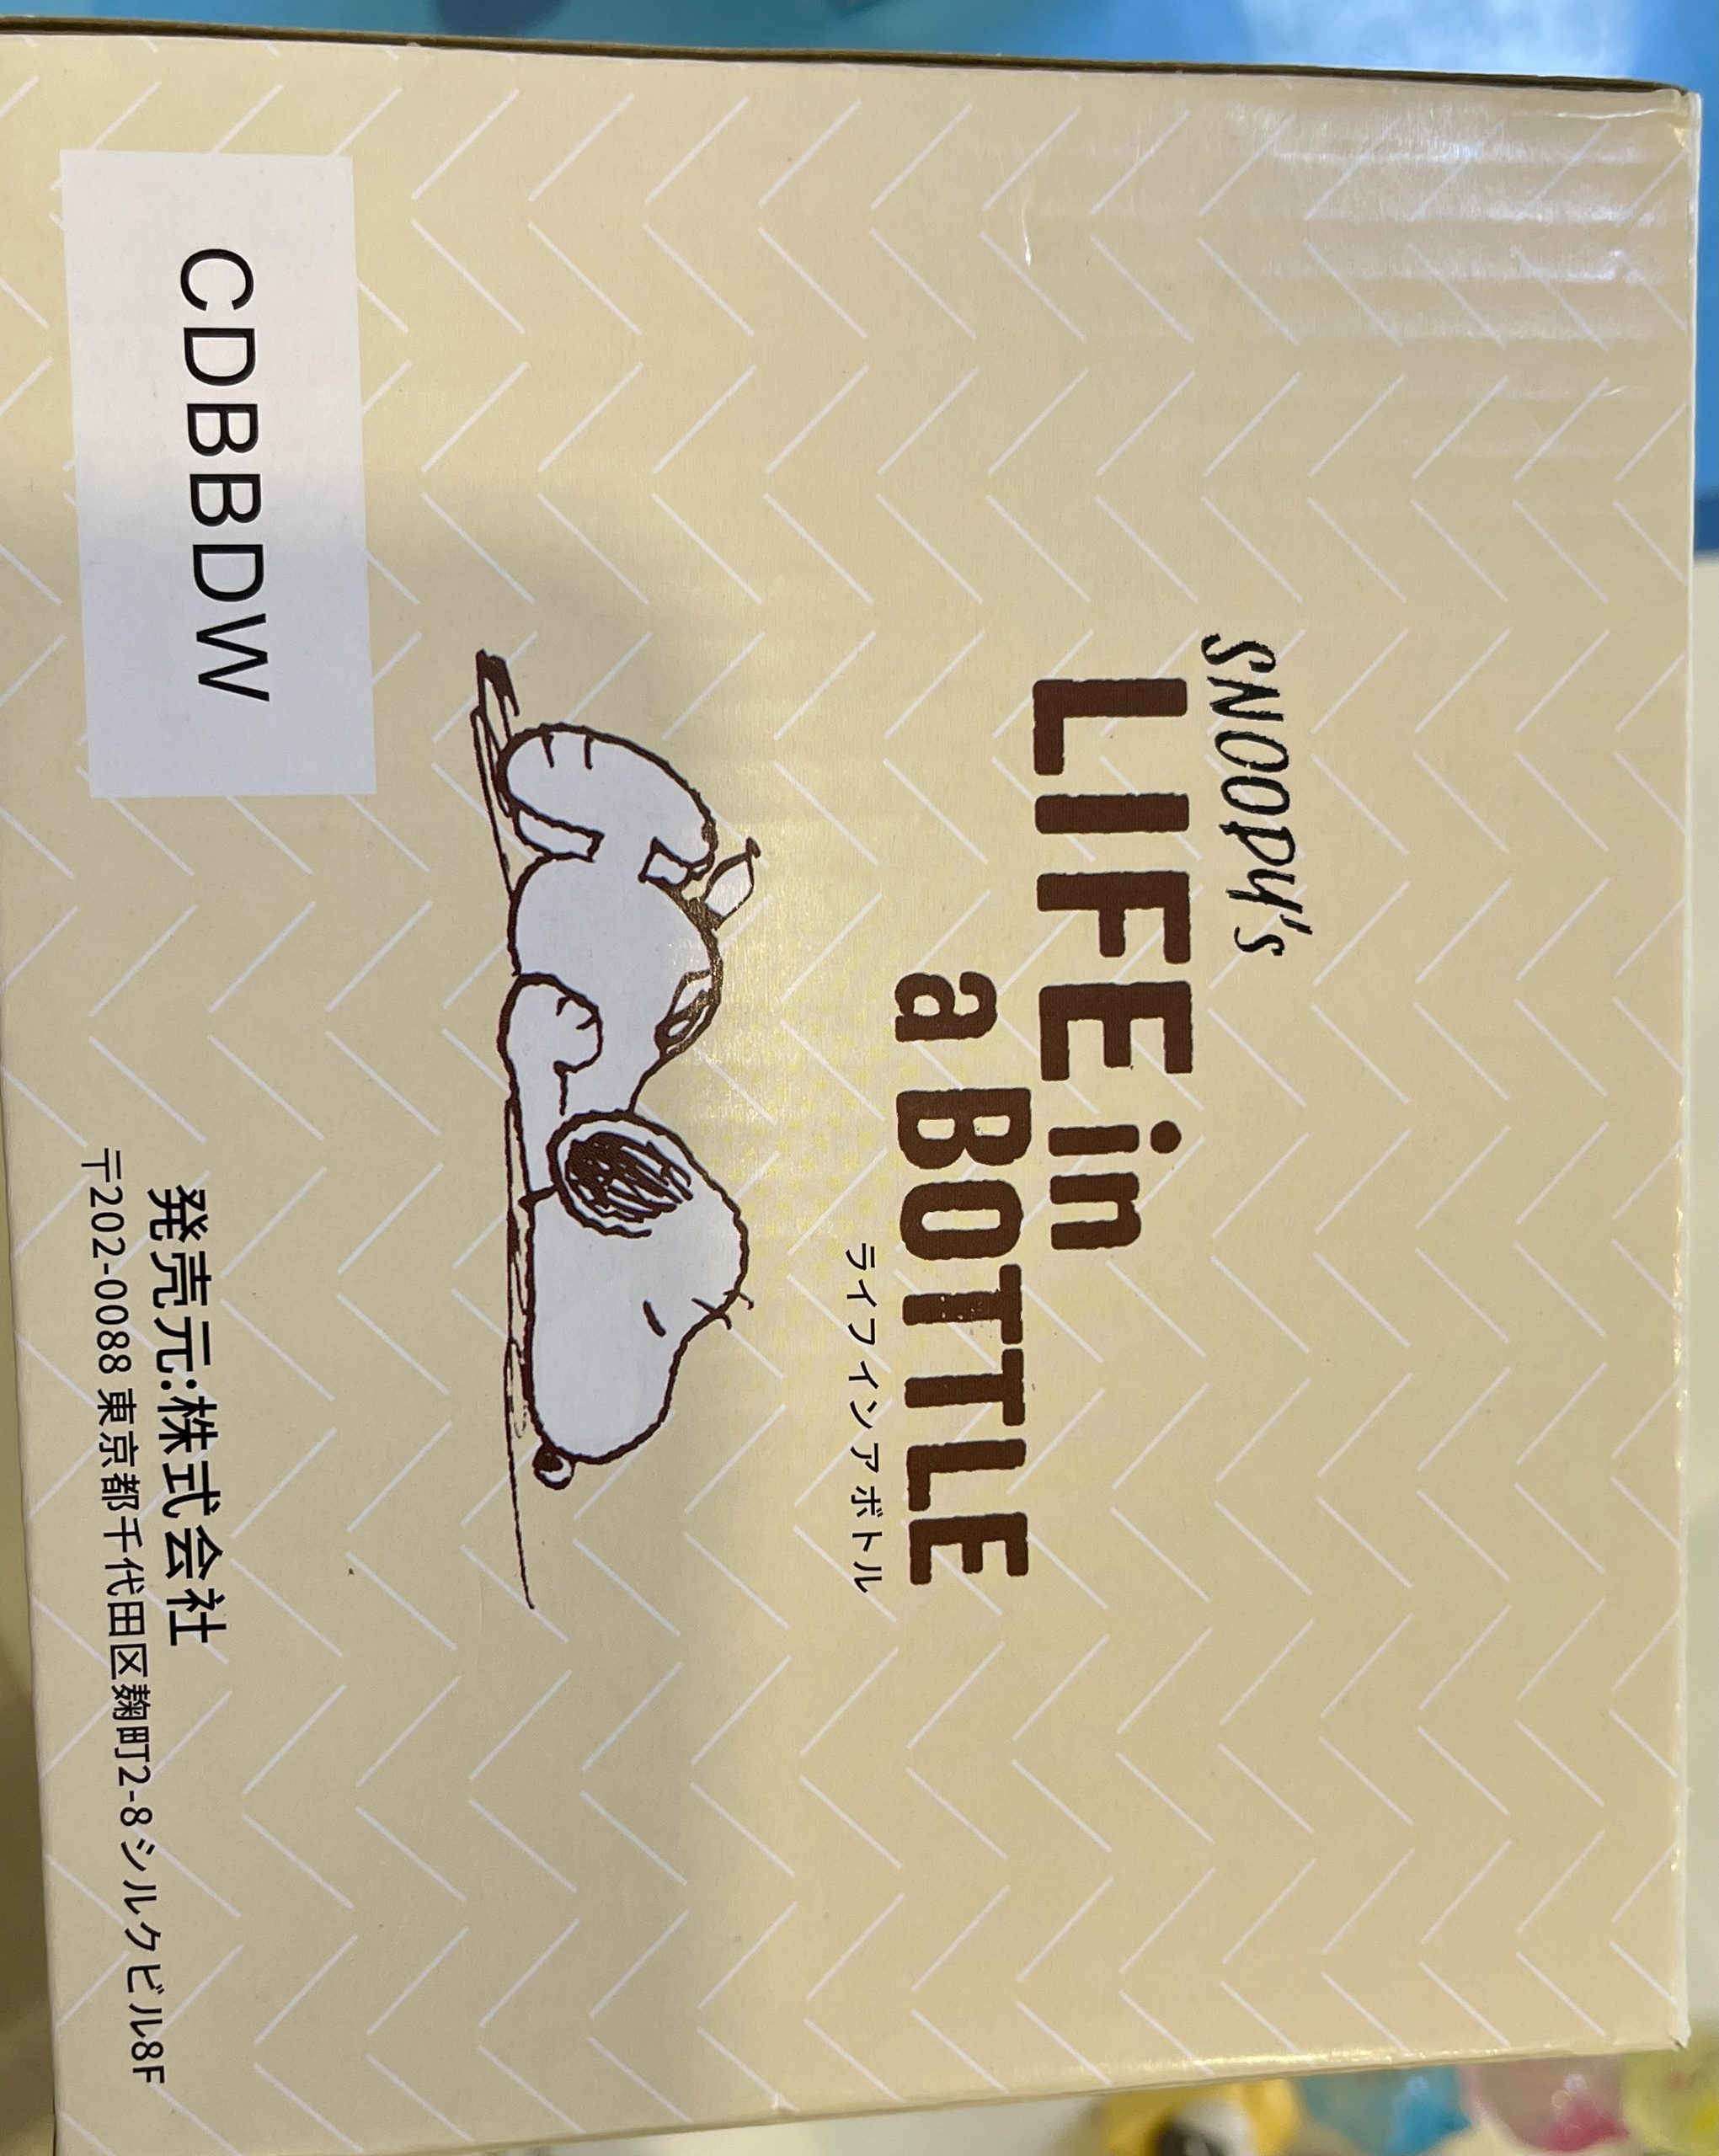 SNOOPY's
LIFE in
a BOTTLE
ライフ イン ア ボトル
CDBBDW
発売元:株式会社
〒202-0088 東京都千代田区麹町2-8シルクビル8F